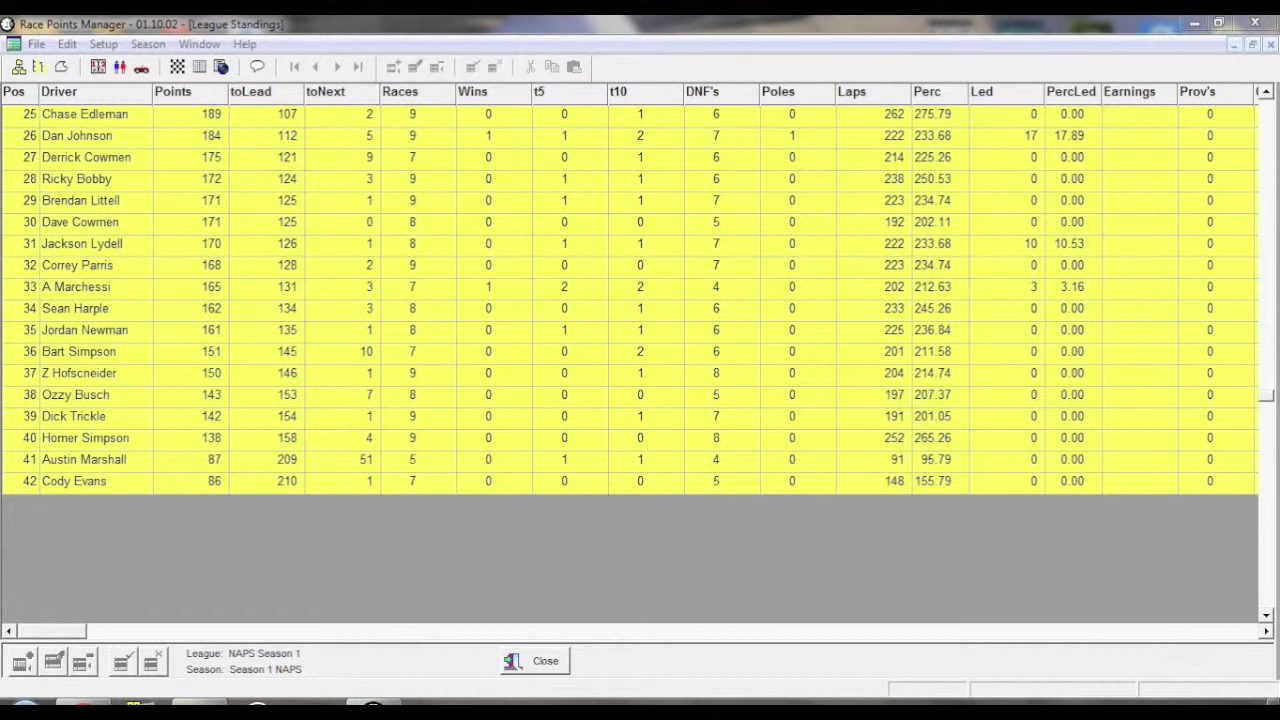 Race Points Manager - 01.10.02 - [League Standings]
File Edit Setup Season Window Help
Pos Driver Points toLead toNext Races Wins t5 t10 DNF's Poles Laps Perc Led PercLed Earnings Prov's
25 Chase Edleman 189 107 2 9 0 0 1 6 0 262 275.79 0 0.00 0
26 Dan Johnson 184 112 5 9 1 1 2 7 1 222 233.68 17 17.89 0
27 Derrick Cowmen 175 121 9 7 0 0 1 6 0 214 225.26 0 0.00 0
28 Ricky Bobby 172 124 3 9 0 1 1 6 0 238 250.53 0 0.00 0
29 Brendan Littell 171 125 1 9 0 1 1 7 0 223 234.74 0 0.00 0
30 Dave Cowmen 171 125 0 8 0 0 0 5 0 192 202.11 0 0.00 0
31 Jackson Lydell 170 126 1 8 0 1 1 7 0 222 233.68 10 10.53 0
32 Correy Parris 168 128 2 9 0 0 0 7 0 223 234.74 0 0.00 0
33 A Marchessi 165 131 3 7 1 2 2 4 0 202 212.63 3 3.16 0
34 Sean Harple 162 134 3 8 0 0 1 6 0 233 245.26 0 0.00 0
35 Jordan Newman 161 135 1 8 0 1 1 6 0 225 236.84 0 0.00 0
36 Bart Simpson 151 145 10 7 0 0 2 6 0 201 211.58 0 0.00 0
37 Z Hofscneider 150 146 1 9 0 0 1 8 0 204 214.74 0 0.00 0
38 Ozzy Busch 143 153 7 8 0 0 0 5 0 197 207.37 0 0.00 0
39 Dick Trickle 142 154 1 9 0 0 1 7 0 191 201.05 0 0.00 0
40 Homer Simpson 138 158 4 9 0 0 0 8 0 252 265.26 0 0.00 0
41 Austin Marshall 87 209 51 5 0 1 1 4 0 91 95.79 0 0.00 0
42 Cody Evans 86 210 1 7 0 0 0 5 0 148 155.79 0 0.00 0
League: NAPS Season 1
Season: Season 1 NAPS
Close